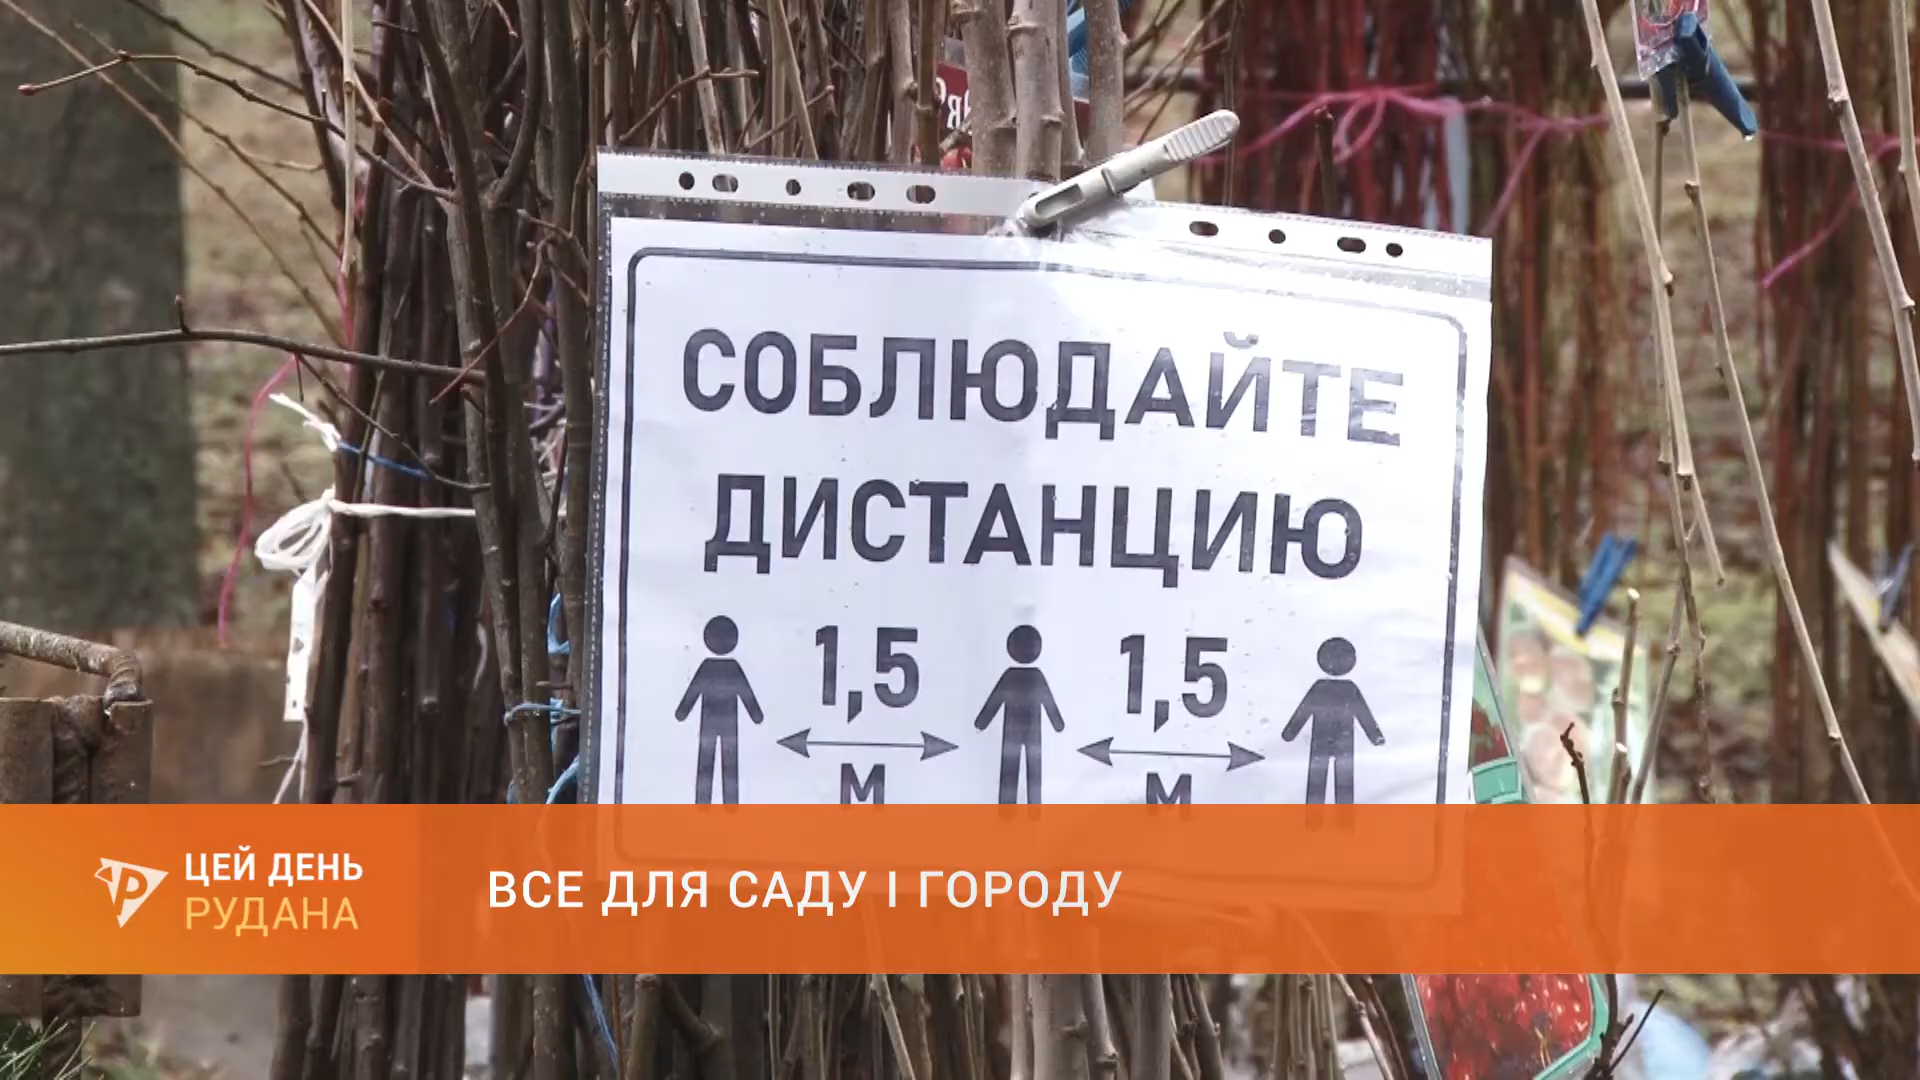 СОБЛЮДАЙТЕ
ДИСТАНЦИЮ
1,5 1,5
М М
ЦЕЙ ДЕНЬ
РУДАНА
ВСЕ ДЛЯ САДУ І ГОРОДУ